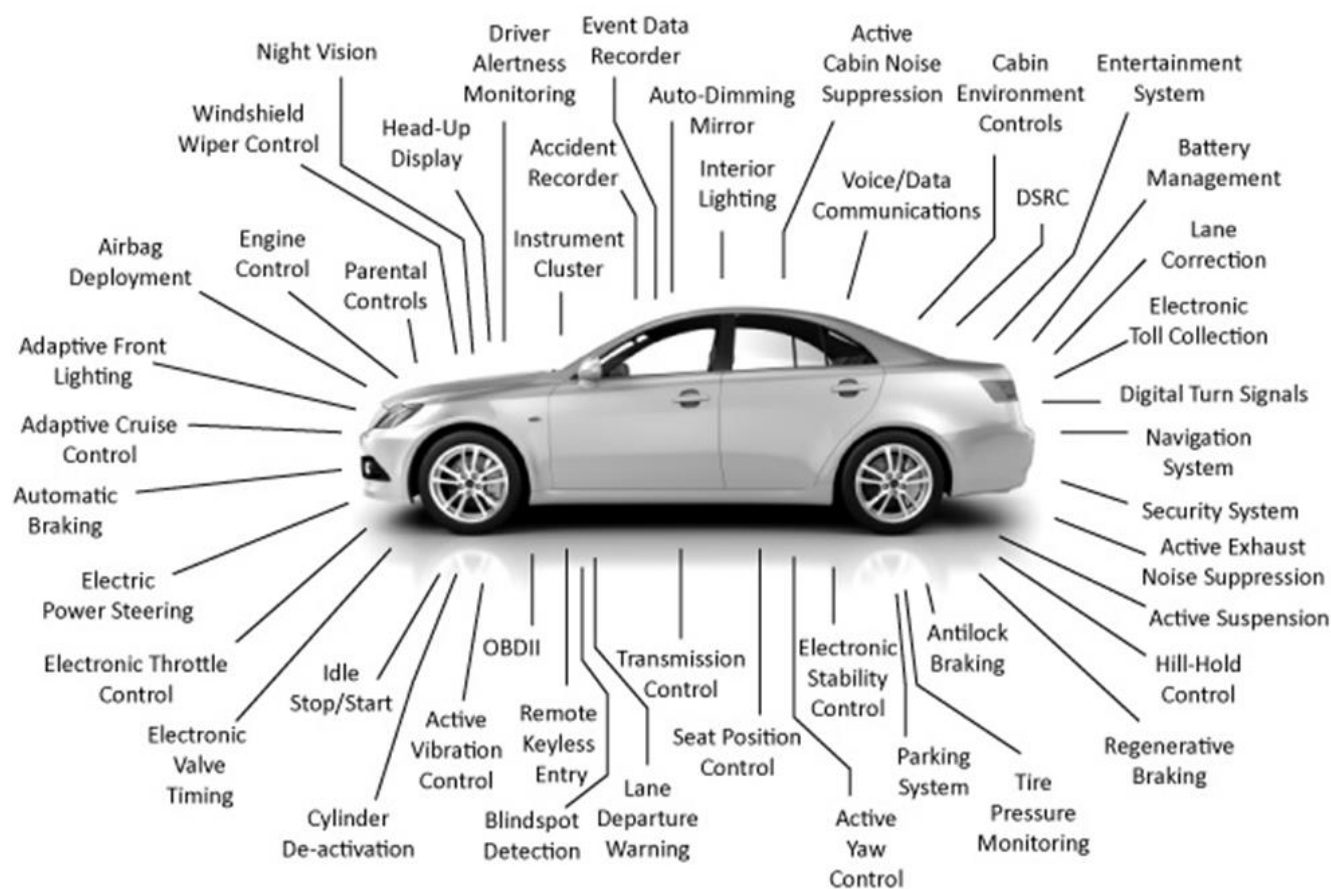 Night Vision
Driver
Alertness
Monitoring
Event Data
Recorder
Active
Cabin Noise
Suppression
Cabin
Environment
Controls
Entertainment
System
Windshield
Wiper Control
Head-Up
Display
Accident
Recorder
Auto-Dimming
Mirror
Interior
Lighting
Voice/Data
Communications
DSRC
Battery
Management
Airbag
Deployment
Engine
Control
Parental
Controls
Instrument
Cluster
Lane
Correction
Adaptive Front
Lighting
Electronic
Toll Collection
Adaptive Cruise
Control
Digital Turn Signals
Navigation
System
Automatic
Braking
Security System
Electric
Power Steering
Active Exhaust
Noise Suppression
Active Suspension
Electronic Throttle
Control
Idle
Stop/Start
OBDII
Transmission
Control
Electronic
Stability
Control
Antilock
Braking
Hill-Hold
Control
Electronic
Valve
Timing
Active
Vibration
Control
Remote
Keyless
Entry
Seat Position
Control
Parking
System
Regenerative
Braking
Cylinder
De-activation
Blindspot
Detection
Lane
Departure
Warning
Active
Yaw
Control
Tire
Pressure
Monitoring